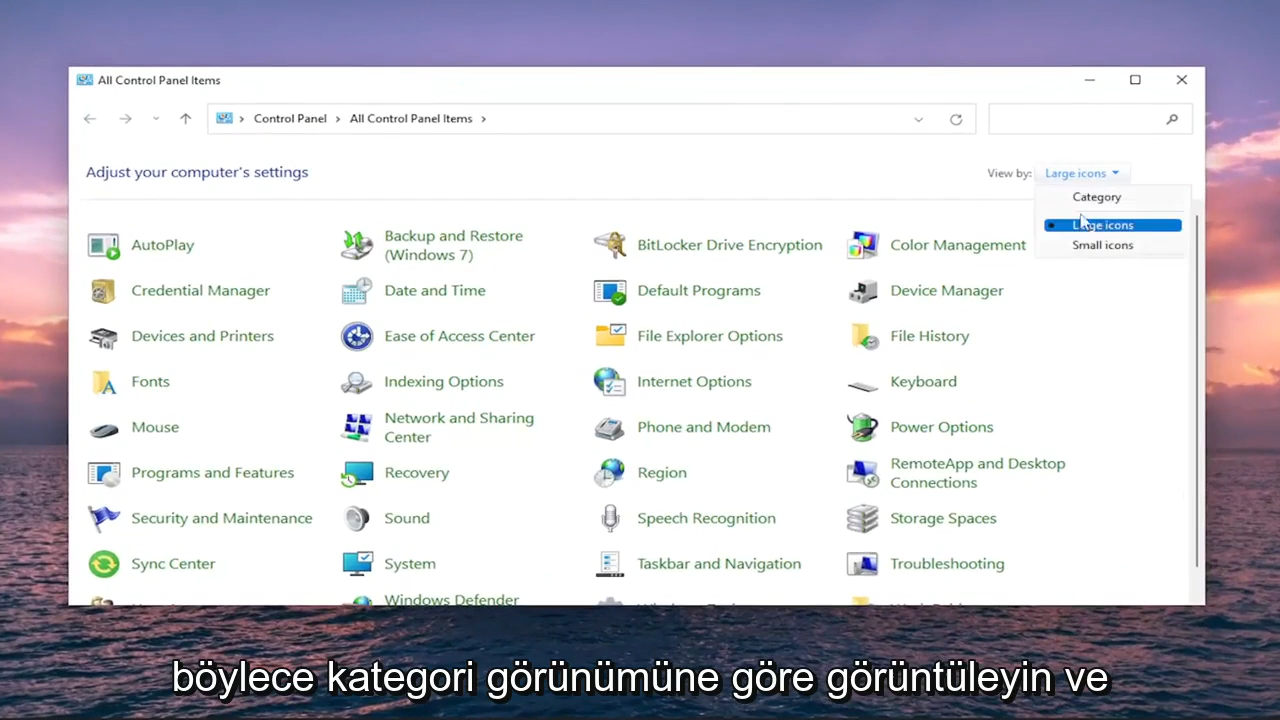 All Control Panel Items
Control Panel > All Control Panel Items >
Adjust your computer's settings
View by: Large icons
Category
Large icons
Small icons
AutoPlay
Backup and Restore
(Windows 7)
BitLocker Drive Encryption
Color Management
Credential Manager
Date and Time
Default Programs
Device Manager
Devices and Printers
Ease of Access Center
File Explorer Options
File History
Fonts
Indexing Options
Internet Options
Keyboard
Mouse
Network and Sharing
Center
Phone and Modem
Power Options
Programs and Features
Recovery
Region
RemoteApp and Desktop
Connections
Security and Maintenance
Sound
Speech Recognition
Storage Spaces
Sync Center
System
Taskbar and Navigation
Troubleshooting
Windows Defender
böylece kategori görünümüne göre görüntüleyin ve